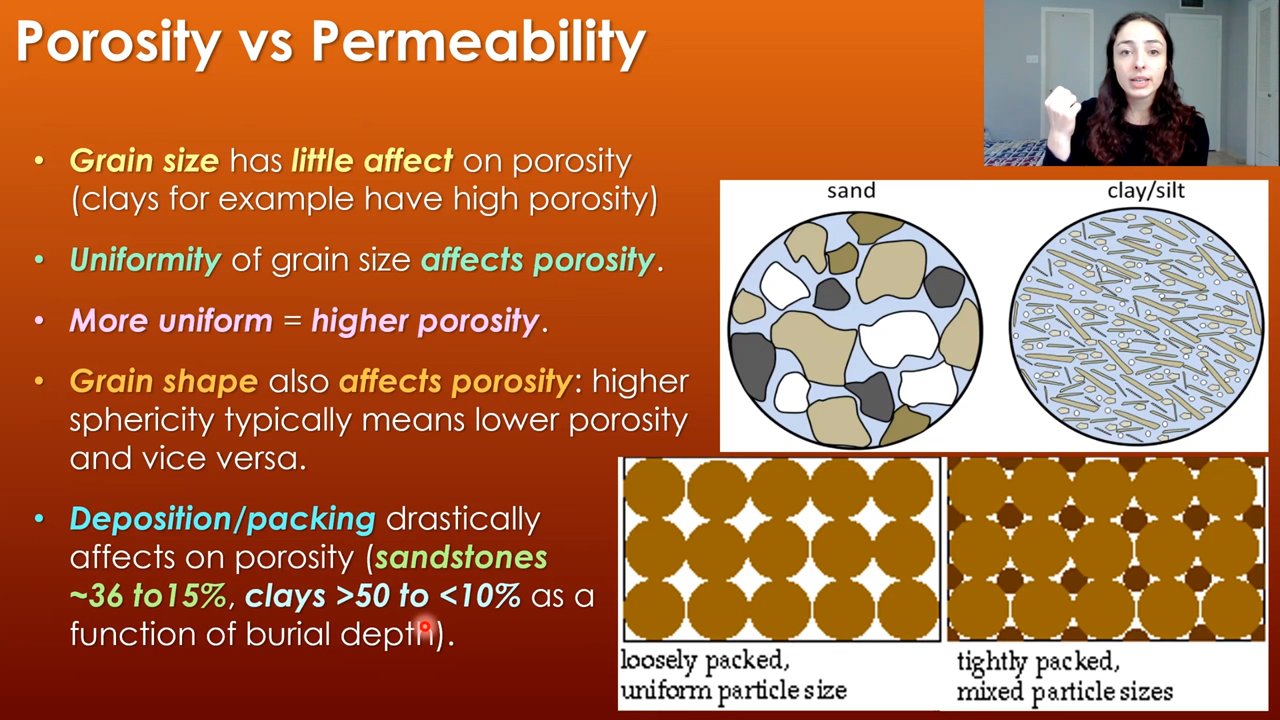 Porosity vs Permeability
• Grain size has little affect on porosity
(clays for example have high porosity)
• Uniformity of grain size affects porosity.
• More uniform = higher porosity.
• Grain shape also affects porosity: higher
sphericity typically means lower porosity
and vice versa.
• Deposition/packing drastically
affects on porosity (sandstones
~36 to15%, clays >50 to <10% as a
function of burial depth).
sand
clay/silt
loosely packed,
uniform particle size
tightly packed,
mixed particle sizes